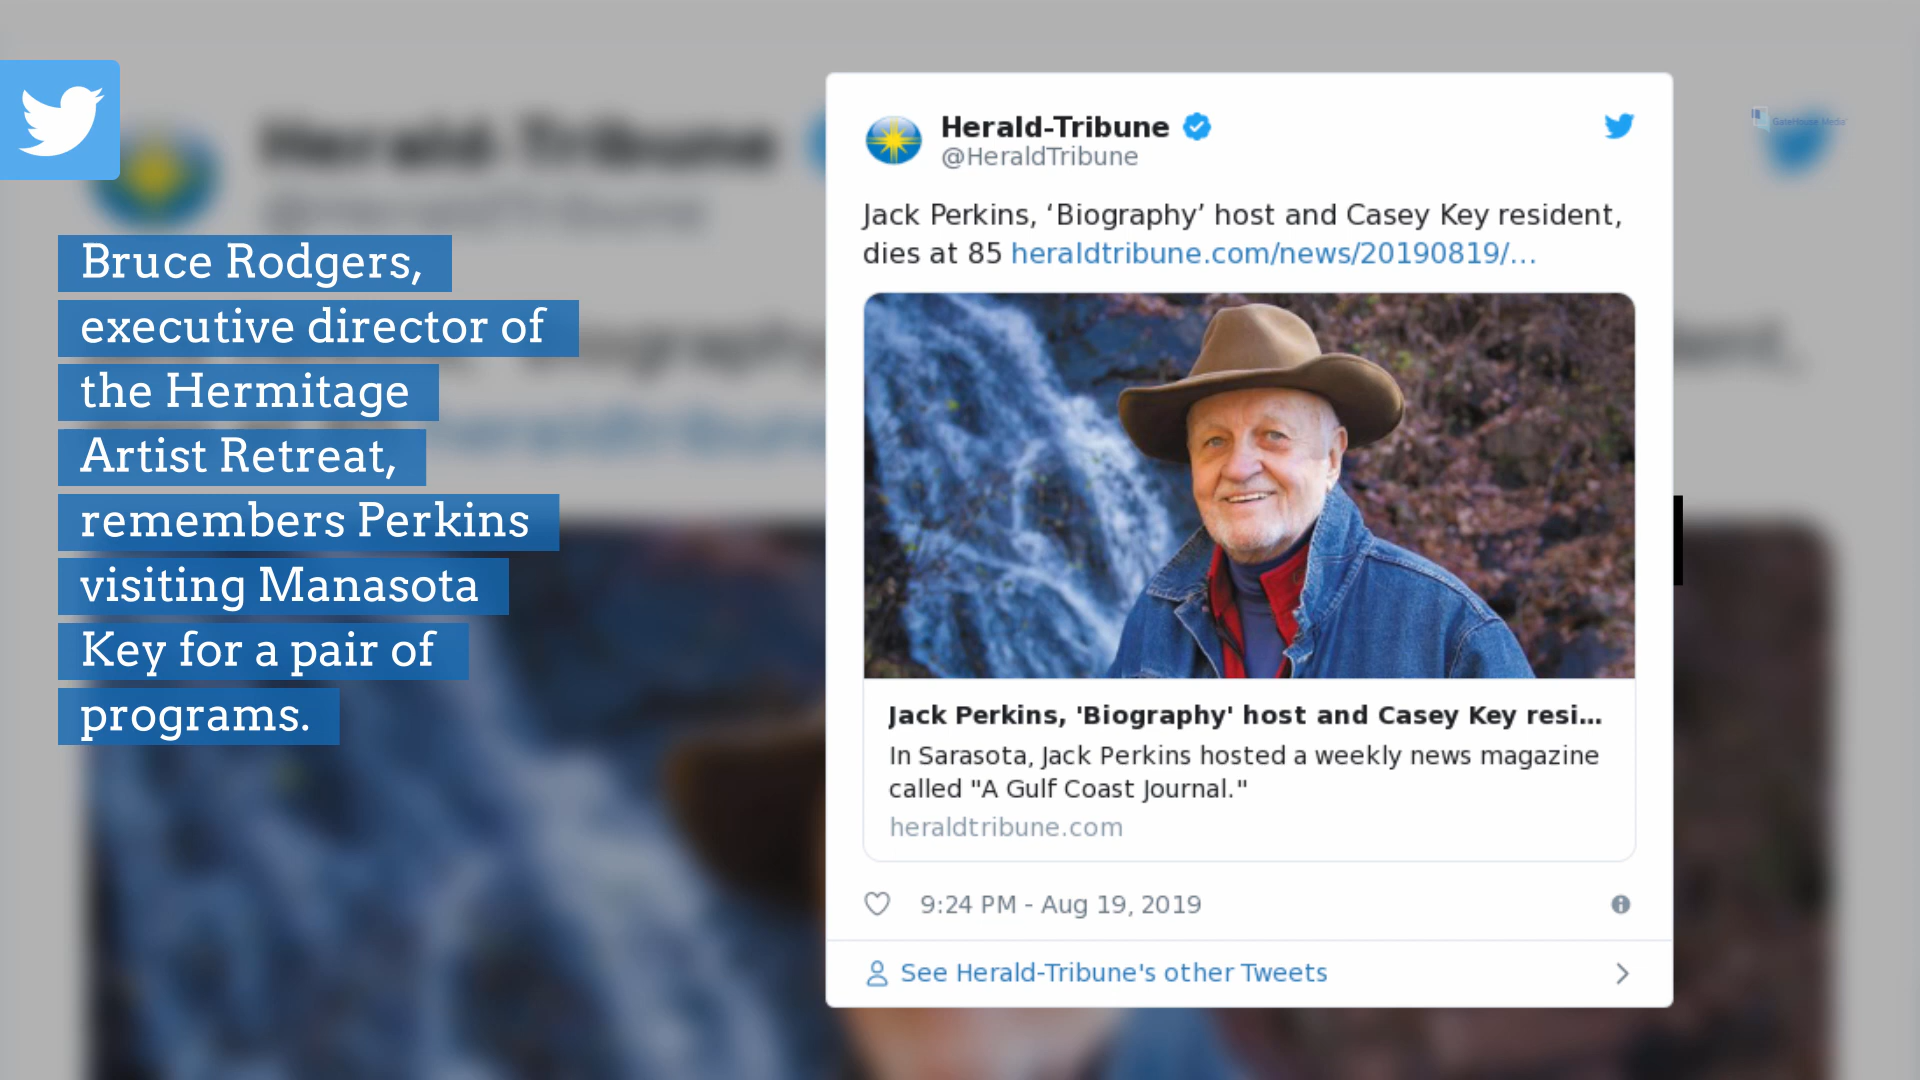 Bruce Rodgers,
executive director of
the Hermitage
Artist Retreat,
remembers Perkins
visiting Manasota
Key for a pair of
programs.
Herald-Tribune
@HeraldTribune
Jack Perkins, ‘Biography’ host and Casey Key resident,
dies at 85 heraldtribune.com/news/20190819/…
Jack Perkins, 'Biography' host and Casey Key resi...
In Sarasota, Jack Perkins hosted a weekly news magazine
called "A Gulf Coast Journal."
heraldtribune.com
9:24 PM - Aug 19, 2019
See Herald-Tribune's other Tweets
GateHouse Media